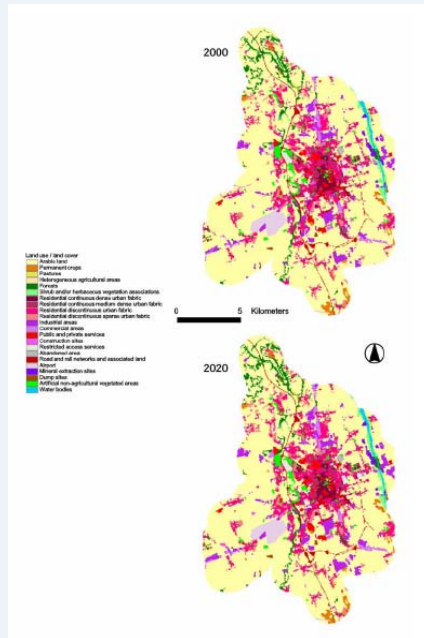 2000
Land use / land cover
Arable land
Permanent crops
Pastures
Heterogeneous agricultural areas
Forests
Shrub and/or herbaceous vegetation associations
Residential continuous dense urban fabric
Residential continuous medium dense urban fabric
Residential discontinuous urban fabric
Residential discontinuous sparse urban fabric
Industrial areas
Commercial areas
Public and private services
Construction sites
Restricted access services
Abandoned area
Road and rail networks and associated land
Airport
Mineral extraction sites
Dump sites
Artificial non-agricultural vegetated areas
Water bodies
0 5 Kilometers
2020